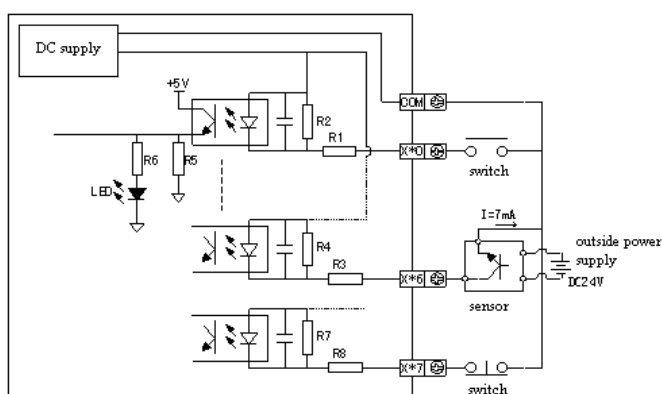 DC supply
+5V
COM
R2
R1
X*0
switch
R6
R5
LED
I=7mA
outside power
supply
DC24V
R4
R3
X*6
sensor
R7
R8
X*7
switch